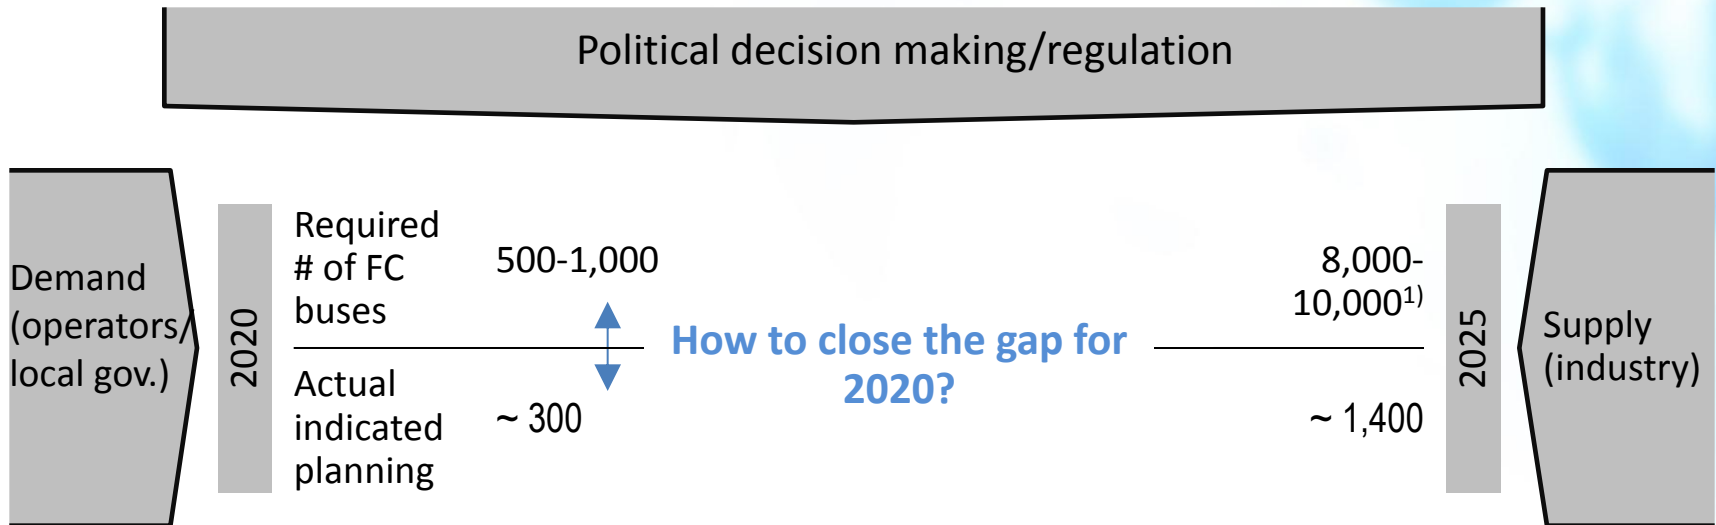 Political decision making/regulation
Demand
(operators/
local gov.)
2020
Required
# of FC
buses
500-1,000
Actual
indicated
planning
~ 300
How to close the gap for
2020?
8,000-
10,000¹⁾
~ 1,400
2025
Supply
(industry)